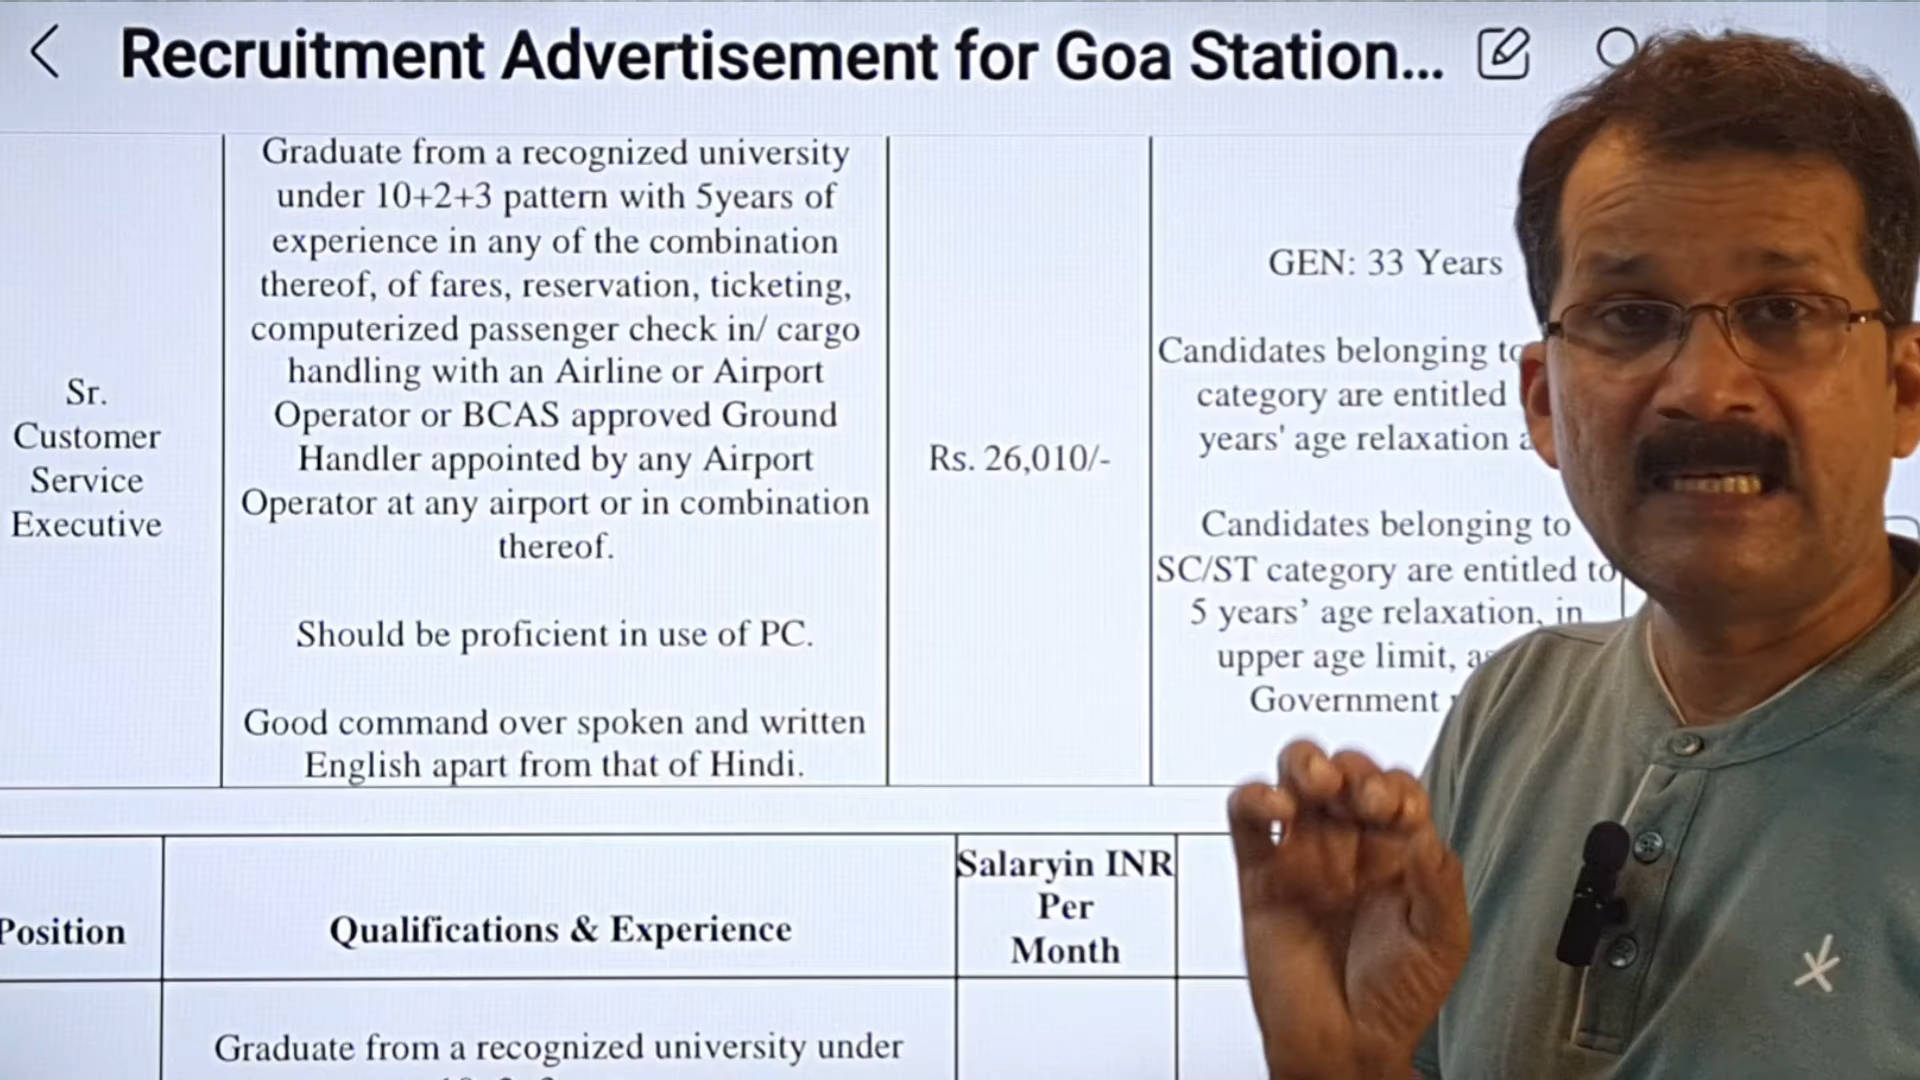 Recruitment Advertisement for Goa Station...
Graduate from a recognized university
under 10+2+3 pattern with 5years of
experience in any of the combination
thereof, of fares, reservation, ticketing,
computerized passenger check in/ cargo
handling with an Airline or Airport
Operator or BCAS approved Ground
Handler appointed by any Airport
Operator at any airport or in combination
thereof.
Should be proficient in use of PC.
Good command over spoken and written
English apart from that of Hindi.
Sr.
Customer
Service
Executive
Rs. 26,010/-
GEN: 33 Years
Candidates belonging
category are entitled
years' age relaxation
Candidates belonging to
SC/ST category are entitled to
5 years’ age relaxation, in
upper age limit,
Government
Position
Qualifications & Experience
Salaryin INR
Per
Month
Graduate from a recognized university under